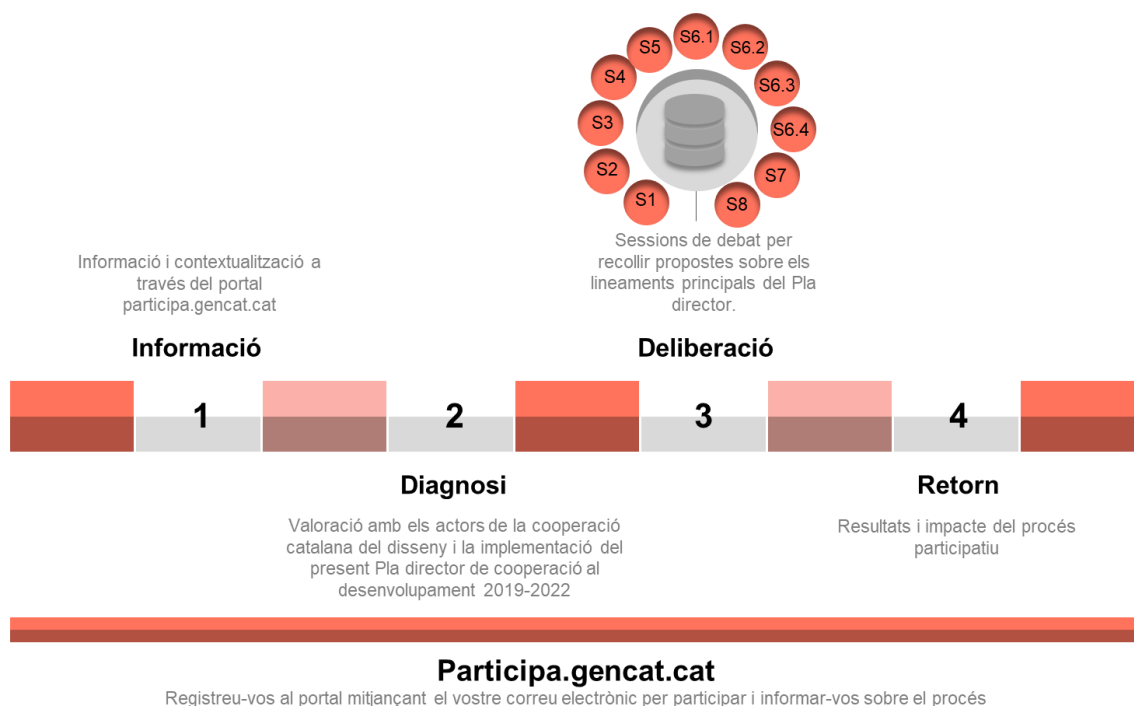 S6.1
S5
S6.2
S4
S6.3
S3
S6.4
S2
S7
S1
S8
Sessions de debat per
recollir propostes sobre els
lineaments principals del Pla
director.
Informació i contextualització a
través del portal
participa.gencat.cat
Informació
Deliberació
1
2
3
4
Diagnosi
Valoració amb els actors de la cooperació
catalana del disseny i la implementació del
present Pla director de cooperació al
desenvolupament 2019-2022
Retorn
Resultats i impacte del procés
participatiu
Participa.gencat.cat
Registreu-vos al portal mitjançant el vostre correu electrònic per participar i informar-vos sobre el procés